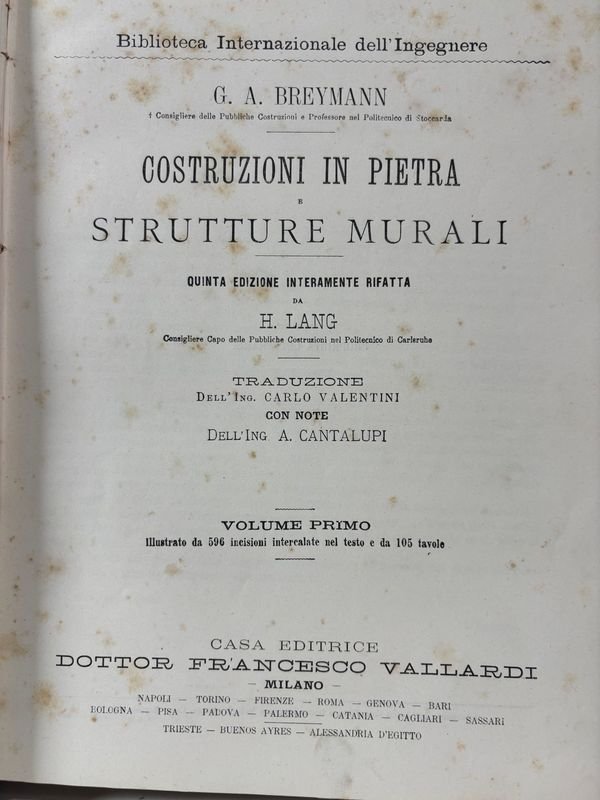 Biblioteca Internazionale dell'Ingegnere
G. A. BREYMANN
† Consigliere delle Pubbliche Costruzioni e Professore nel Politecnico di Stoccarda
COSTRUZIONI IN PIETRA
E
STRUTTURE MURALI
QUINTA EDIZIONE INTERAMENTE RIFATTA
DA
H. LANG
Consigliere Capo delle Pubbliche Costruzioni nel Politecnico di Carlsruhe
TRADUZIONE
DELL'ING. CARLO VALENTINI
CON NOTE
DELL'ING A. CANTALUPI
VOLUME PRIMO
Illustrato da 596 incisioni intercalate nel testo e da 105 tavole
CASA EDITRICE
DOTTOR FRANCESCO VALLARDI
— MILANO —
NAPOLI — TORINO — FIRENZE — ROMA — GENOVA — BARI
BOLOGNA — PISA — PADOVA — PALERMO — CATANIA — CAGLIARI — SASSARI
TRIESTE — BUENOS AYRES — ALESSANDRIA D'EGITTO